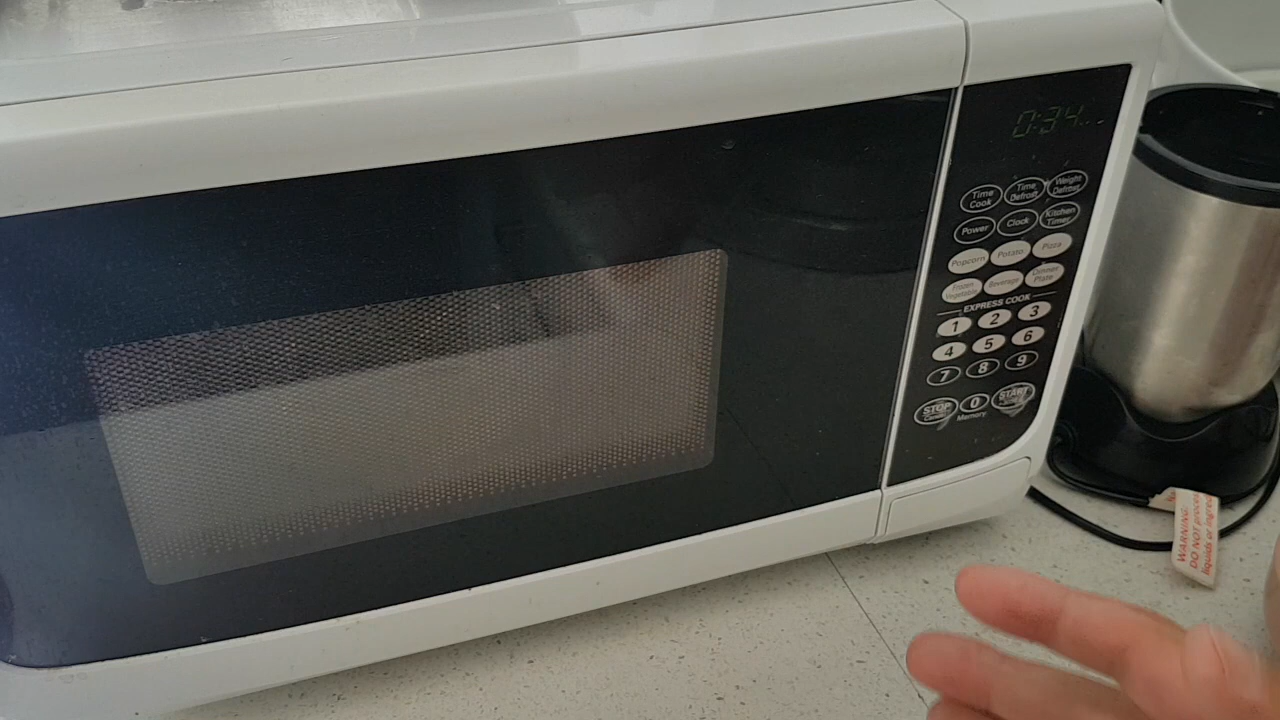 0:34
Time Cook
Time Defrost
Weight Defrost
Power
Clock
Kitchen Timer
Popcorn
Potato
Pizza
Frozen Vegetable
Beverage
Dinner Plate
EXPRESS COOK
1 2 3
4 5 6
7 8 9
STOP 0 START
Memory
WARNING:
DO NOT
liquids or